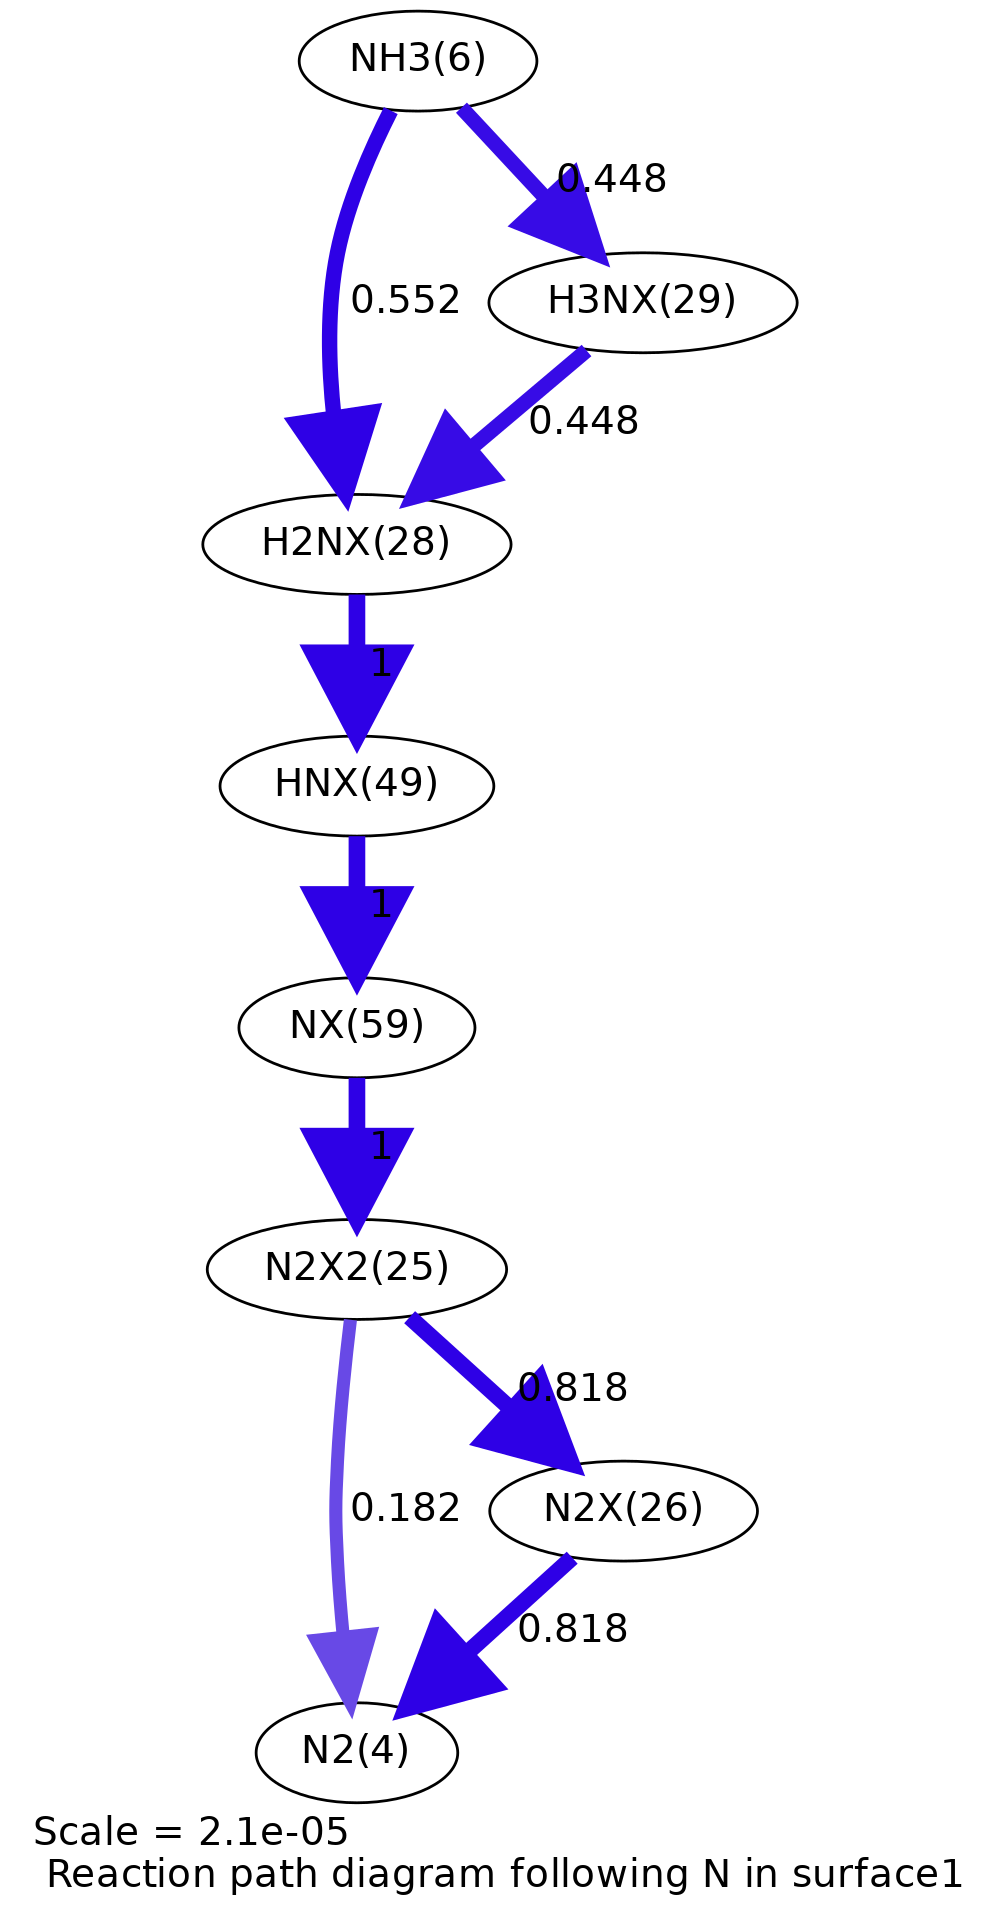 NH3(6)
0.448
0.552
H3NX(29)
0.448
H2NX(28)
1
HNX(49)
1
NX(59)
1
N2X2(25)
0.818
0.182
N2X(26)
0.818
N2(4)
Scale = 2.1e-05
Reaction path diagram following N in surface1